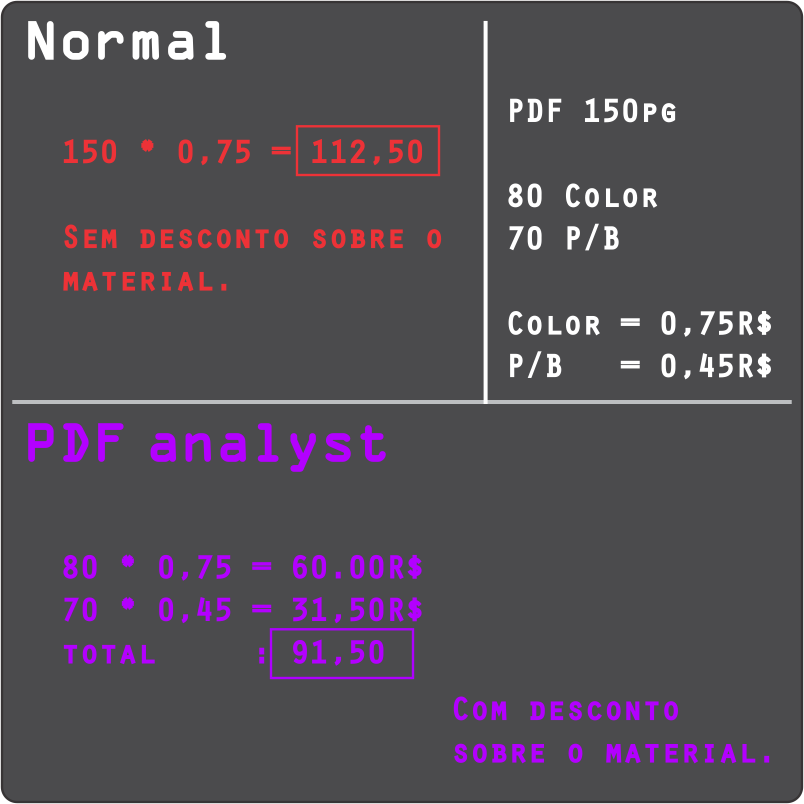 Normal
150 * 0,75 = 112,50
Sem desconto sobre o
material.
PDF 150pg
80 Color
70 P/B
Color = 0,75R$
P/B = 0,45R$
PDF analyst
80 * 0,75 = 60,00R$
70 * 0,45 = 31,50R$
total : 91,50
Com desconto
sobre o material.